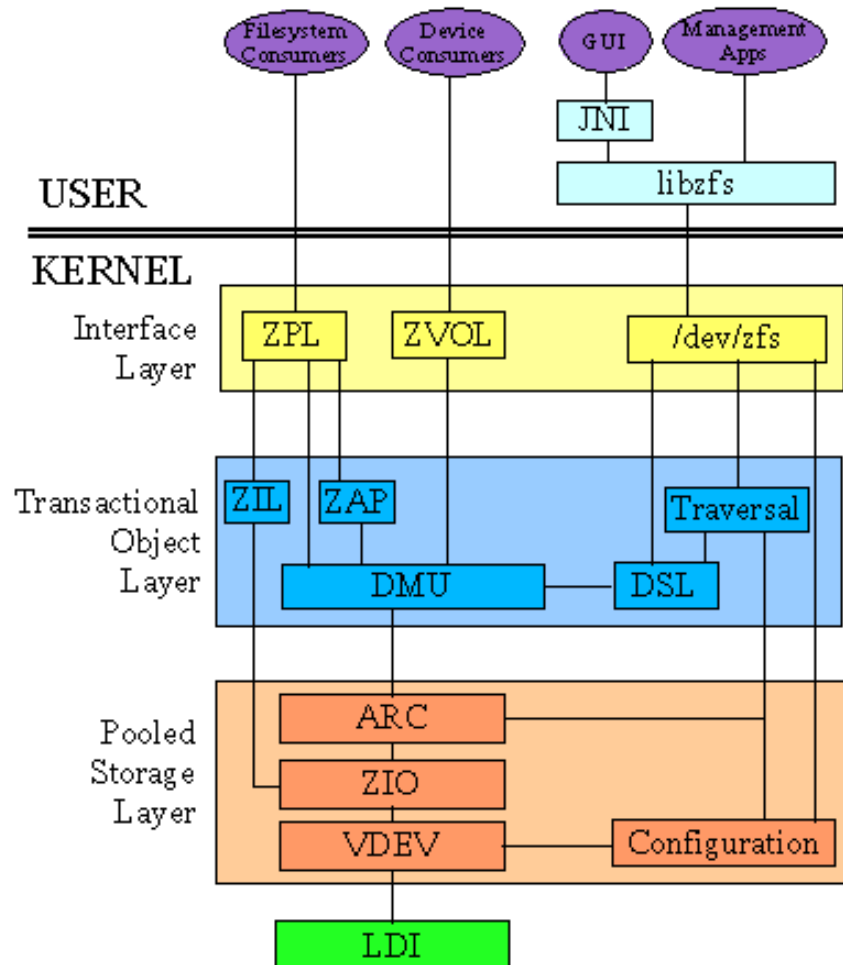 Filesystem
Consumers
Device
Consumers
GUI
Management
Apps
JNI
libzfs
USER
KERNEL
Interface
Layer
ZPL
ZVOL
/dev/zfs
Transactional
Object
Layer
ZIL
ZAP
Traversal
DMU
DSL
Pooled
Storage
Layer
ARC
ZIO
VDEV
Configuration
LDI